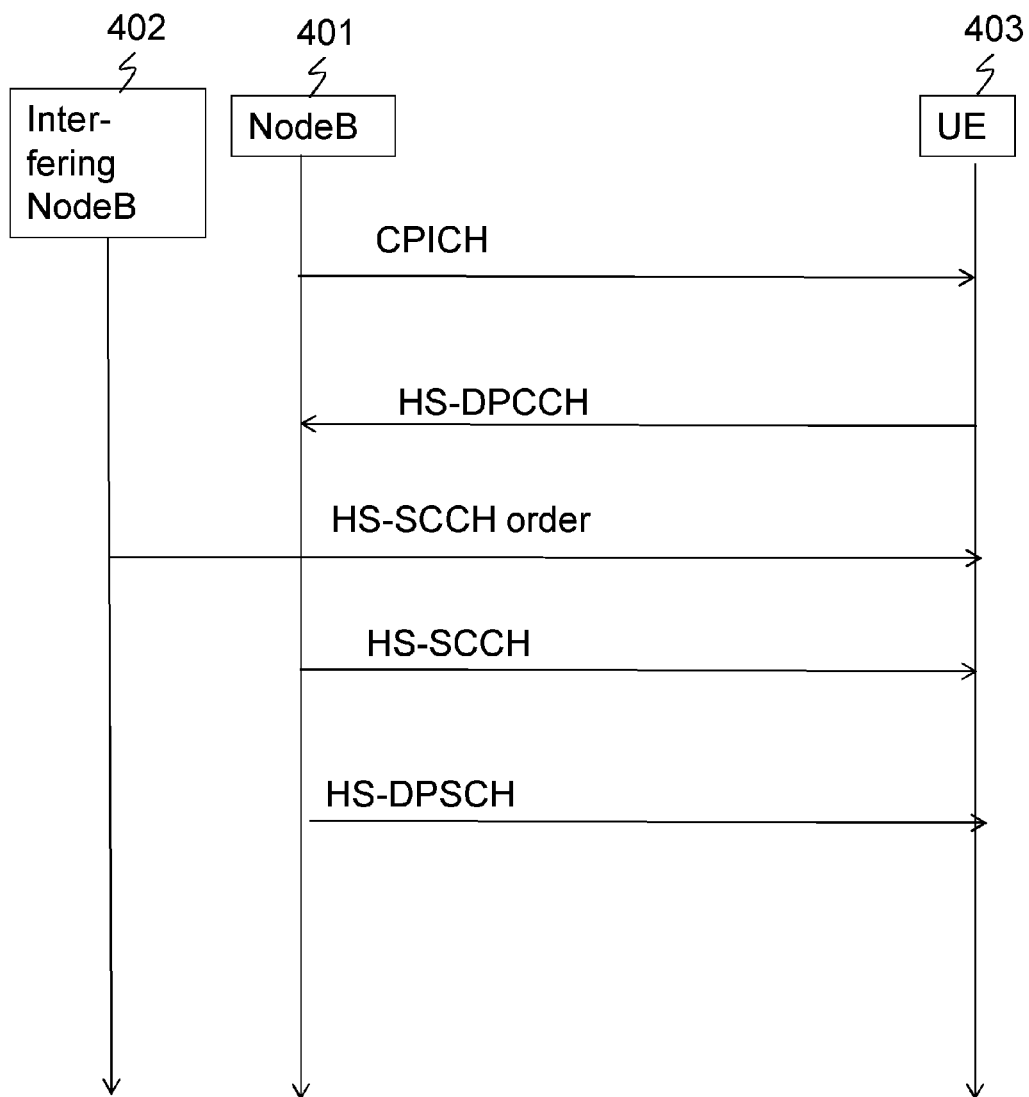 402
401
403
Inter-
fering
NodeB
NodeB
UE
CPICH
HS-DPCCH
HS-SCCH order
HS-SCCH
HS-DPSCH